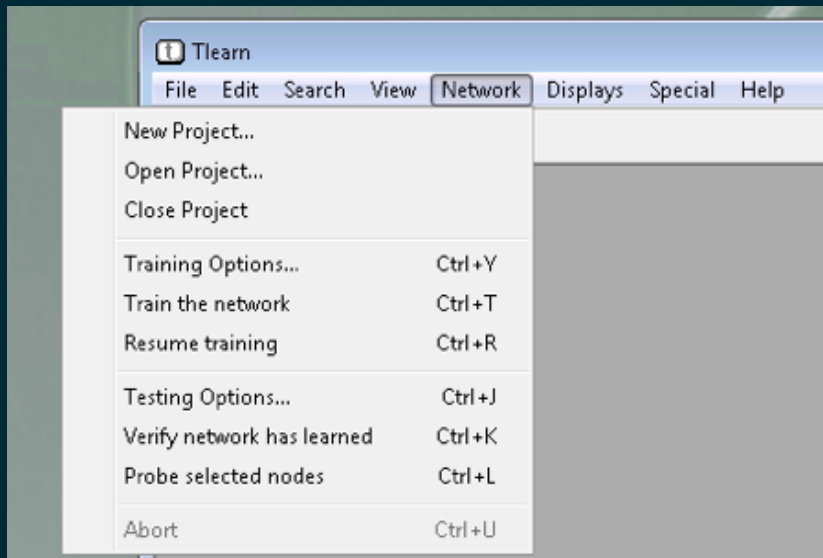 t Tlearn
File Edit Search View Network Displays Special Help
New Project...
Open Project...
Close Project
Training Options... Ctrl+Y
Train the network Ctrl+T
Resume training Ctrl+R
Testing Options... Ctrl+J
Verify network has learned Ctrl+K
Probe selected nodes Ctrl+L
Abort Ctrl+U